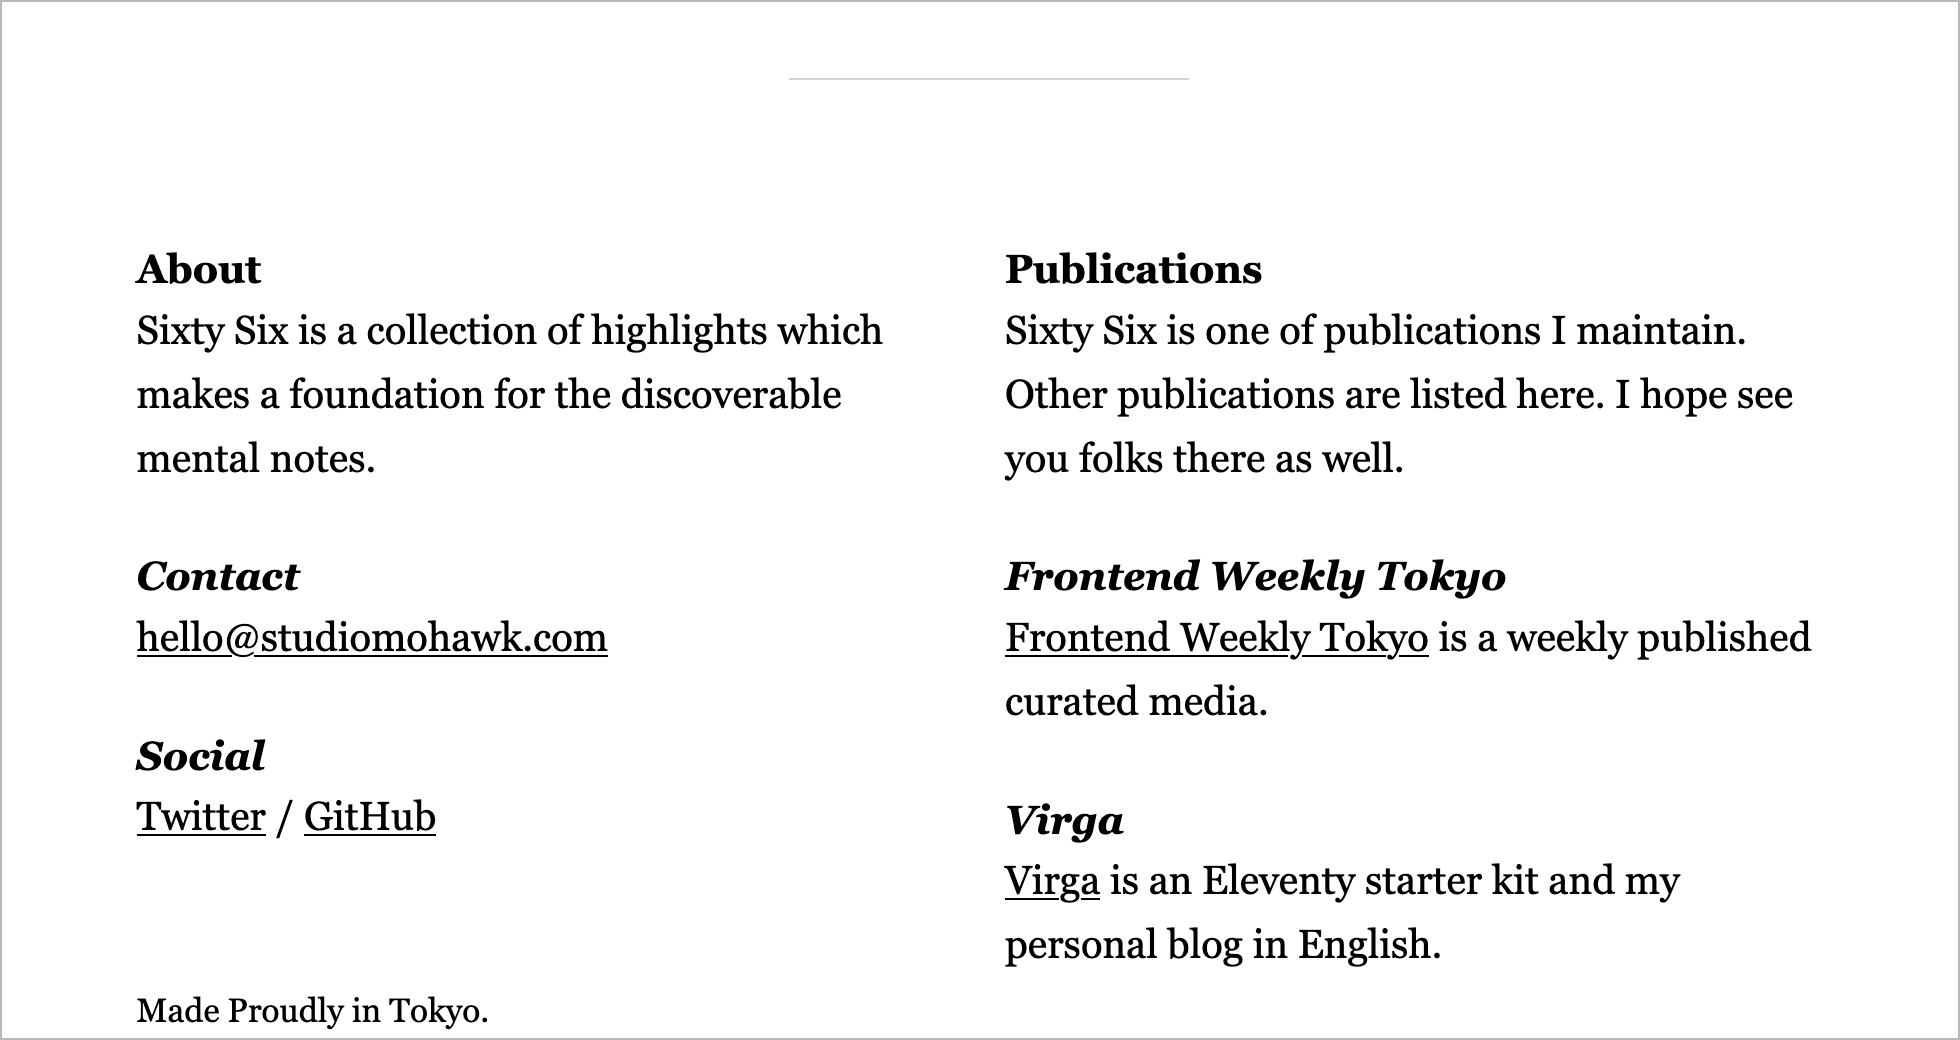 About
Sixty Six is a collection of highlights which
makes a foundation for the discoverable
mental notes.
Contact
hello@studiomohawk.com
Social
Twitter / GitHub
Made Proudly in Tokyo.
Publications
Sixty Six is one of publications I maintain.
Other publications are listed here. I hope see
you folks there as well.
Frontend Weekly Tokyo
Frontend Weekly Tokyo is a weekly published
curated media.
Virga
Virga is an Eleventy starter kit and my
personal blog in English.